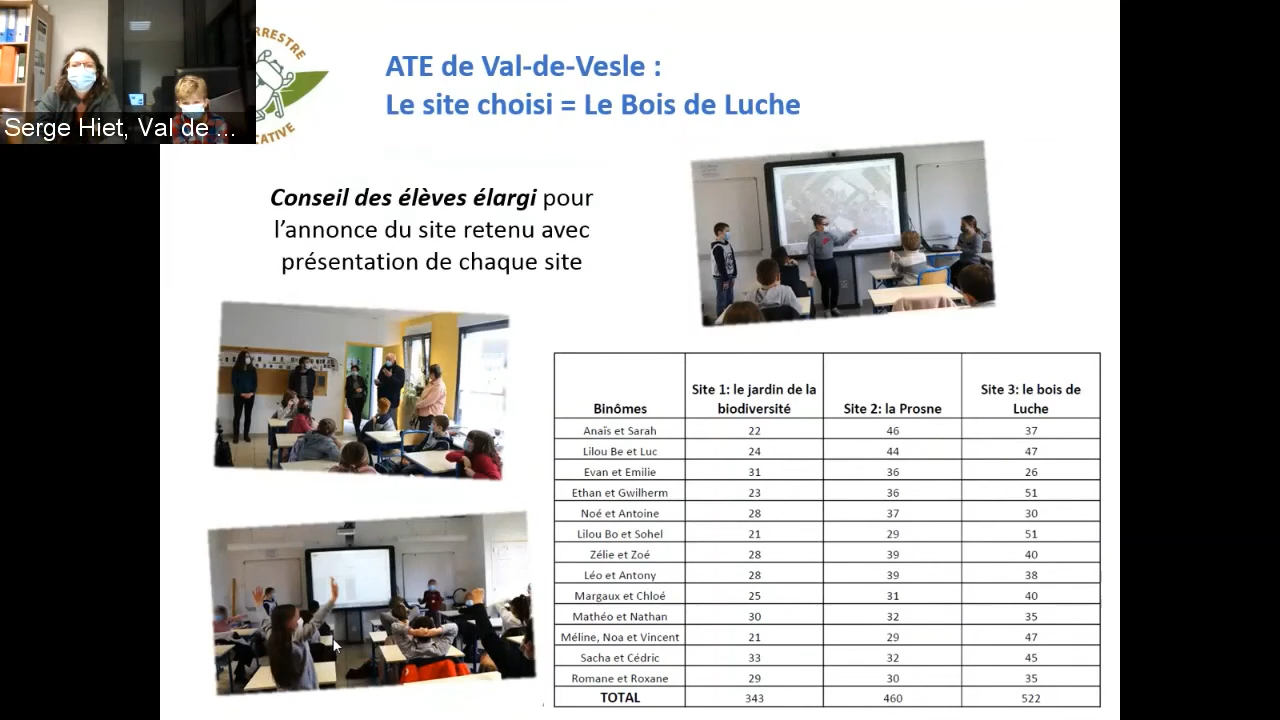 RRESTRE
CATIVE
Serge Hiet, Val de ...
ATE de Val-de-Vesle :
Le site choisi = Le Bois de Luche
Conseil des élèves élargi pour
l'annonce du site retenu avec
présentation de chaque site
Binômes Site 1: le jardin de la biodiversité Site 2: la Prosne Site 3: le bois de Luche
Anaïs et Sarah 22 46 37
Lilou Be et Luc 24 44 47
Evan et Emilie 31 36 26
Ethan et Gwilherm 23 36 51
Noé et Antoine 28 37 30
Lilou Bo et Sohel 21 29 51
Zélie et Zoé 28 39 40
Léo et Antony 28 39 38
Margaux et Chloé 25 31 40
Mathéo et Nathan 30 32 35
Méline, Noa et Vincent 21 29 47
Sacha et Cédric 33 32 45
Romane et Roxane 29 30 35
TOTAL 343 460 522